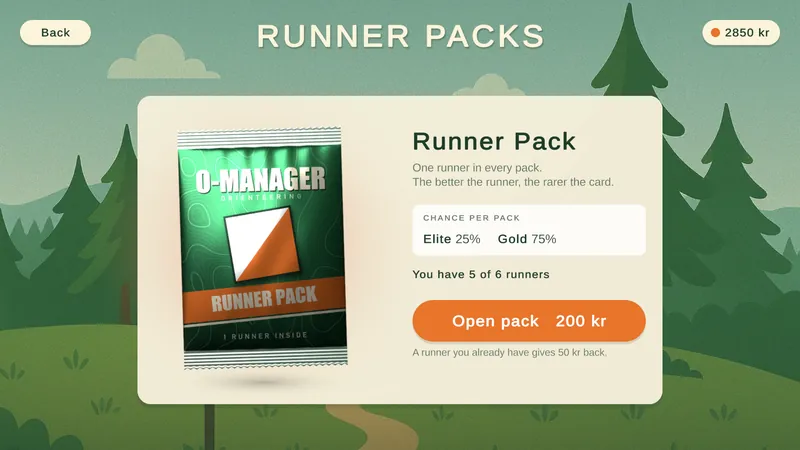 Back
RUNNER PACKS
2850 kr
O-MANAGER
ORIENTEERING
RUNNER PACK
1 RUNNER INSIDE
Runner Pack
One runner in every pack.
The better the runner, the rarer the card.
CHANCE PER PACK
Elite 25% Gold 75%
You have 5 of 6 runners
Open pack 200 kr
A runner you already have gives 50 kr back.